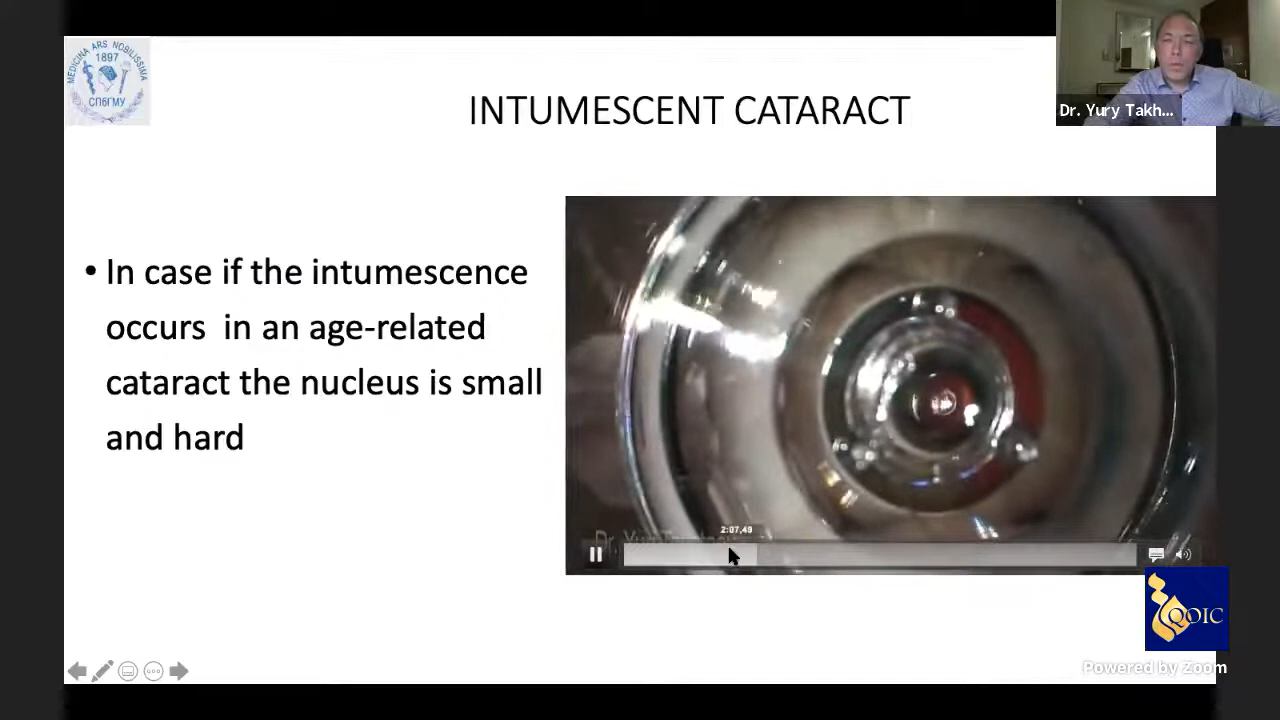 MEDICINA ARS NOBILISSIMA
1897
СПбГМУ
INTUMESCENT CATARACT
Dr. Yury Takh...
• In case if the intumescence
occurs in an age-related
cataract the nucleus is small
and hard
2:07,49
QOIC
Powered by Zoom